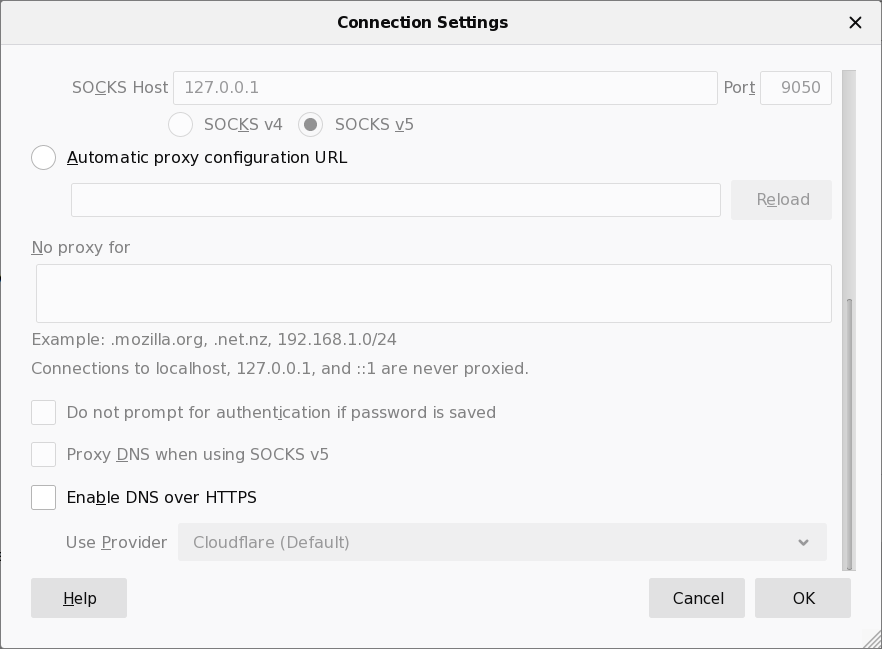 Connection Settings
SOCKS Host 127.0.0.1 Port 9050
SOCKS v4 SOCKS v5
Automatic proxy configuration URL
Reload
No proxy for
Example: .mozilla.org, .net.nz, 192.168.1.0/24
Connections to localhost, 127.0.0.1, and ::1 are never proxied.
Do not prompt for authentication if password is saved
Proxy DNS when using SOCKS v5
Enable DNS over HTTPS
Use Provider Cloudflare (Default)
Help Cancel OK